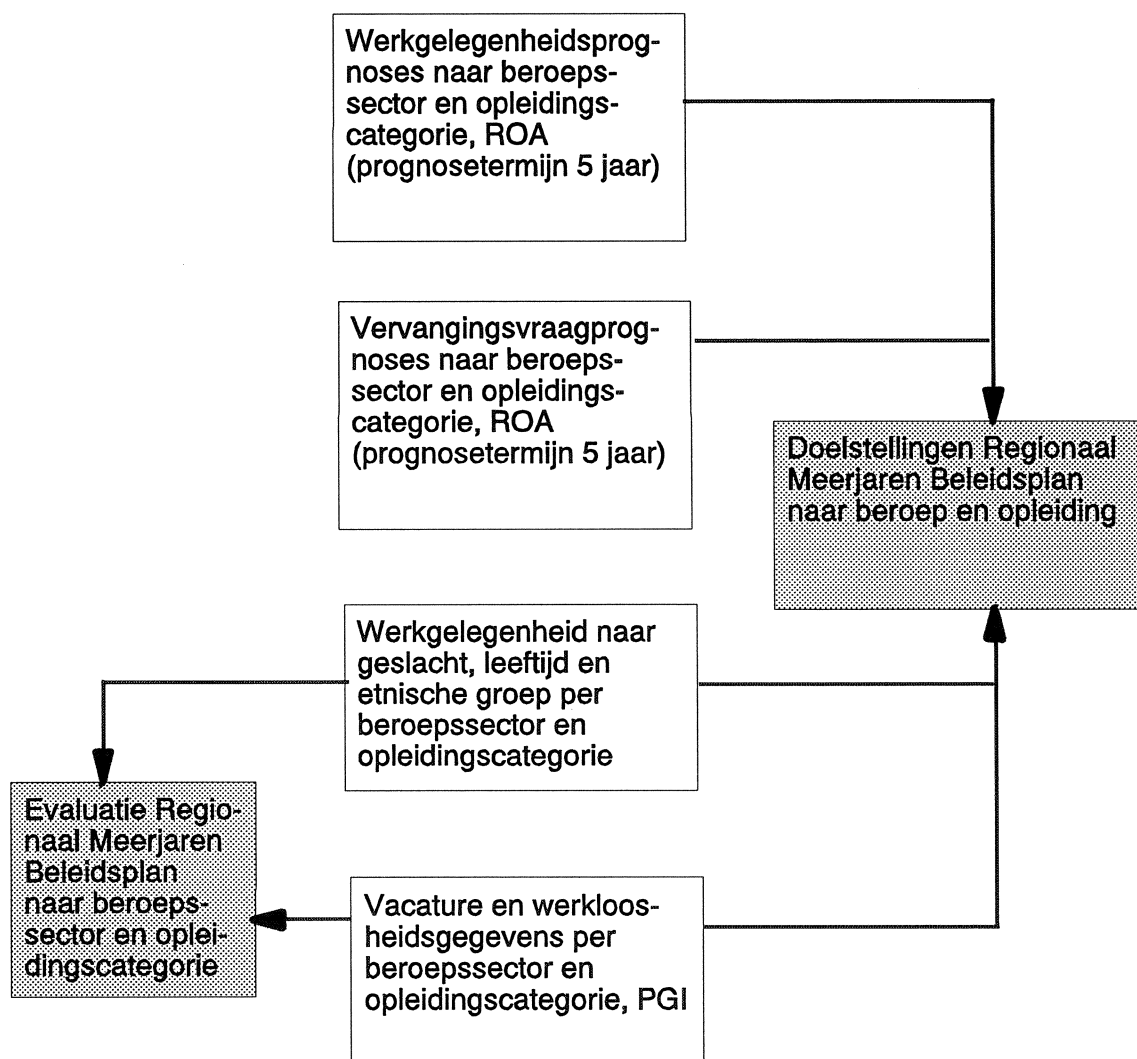 Werkgelegenheidsprog-
noses naar beroeps-
sector en opleidings-
categorie, ROA
(prognosetermijn 5 jaar)
Vervangingsvraagprog-
noses naar beroeps-
sector en opleidings-
categorie, ROA
(prognosetermijn 5 jaar)
Doelstellingen Regionaal
Meerjaren Beleidsplan
naar beroep en opleiding
Werkgelegenheid naar
geslacht, leeftijd en
etnische groep per
beroepssector en
opleidingscategorie
Evaluatie Regio-
naal Meerjaren
Beleidsplan
naar beroeps-
sector en oplei-
dingscategorie
Vacature en werkloos-
heidsgegevens per
beroepssector en
opleidingscategorie, PGI